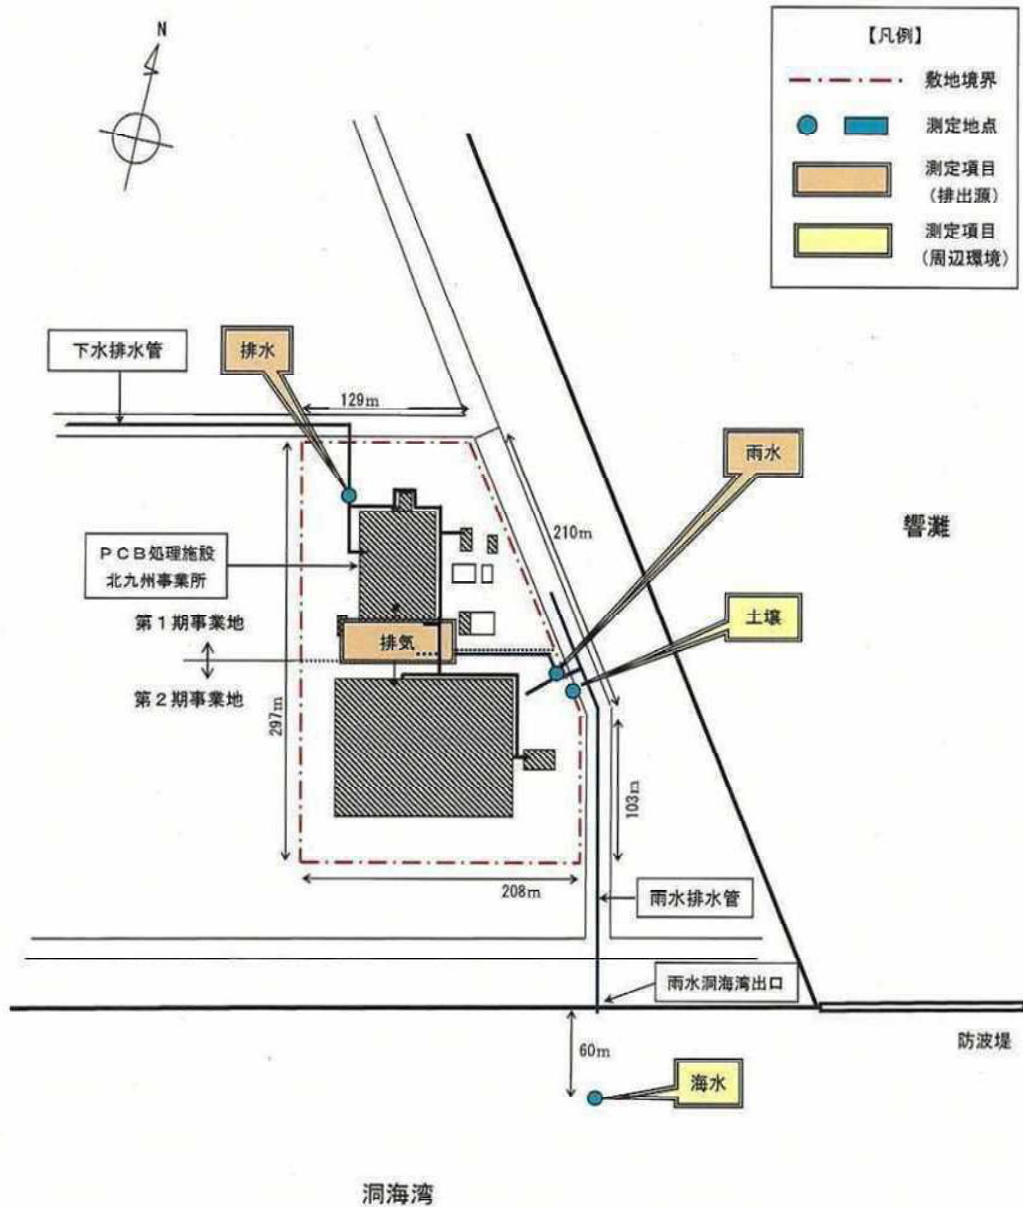 N
【凡例】
敷地境界
測定地点
測定項目
(排出源)
測定項目
(周辺環境)
下水排水管
排水
129m
雨水
響灘
210m
PCB処理施設
北九州事業所
土壌
第1期事業地
排気
第2期事業地
297m
103m
208m
雨水排水管
雨水洞海湾出口
防波堤
60m
海水
洞海湾